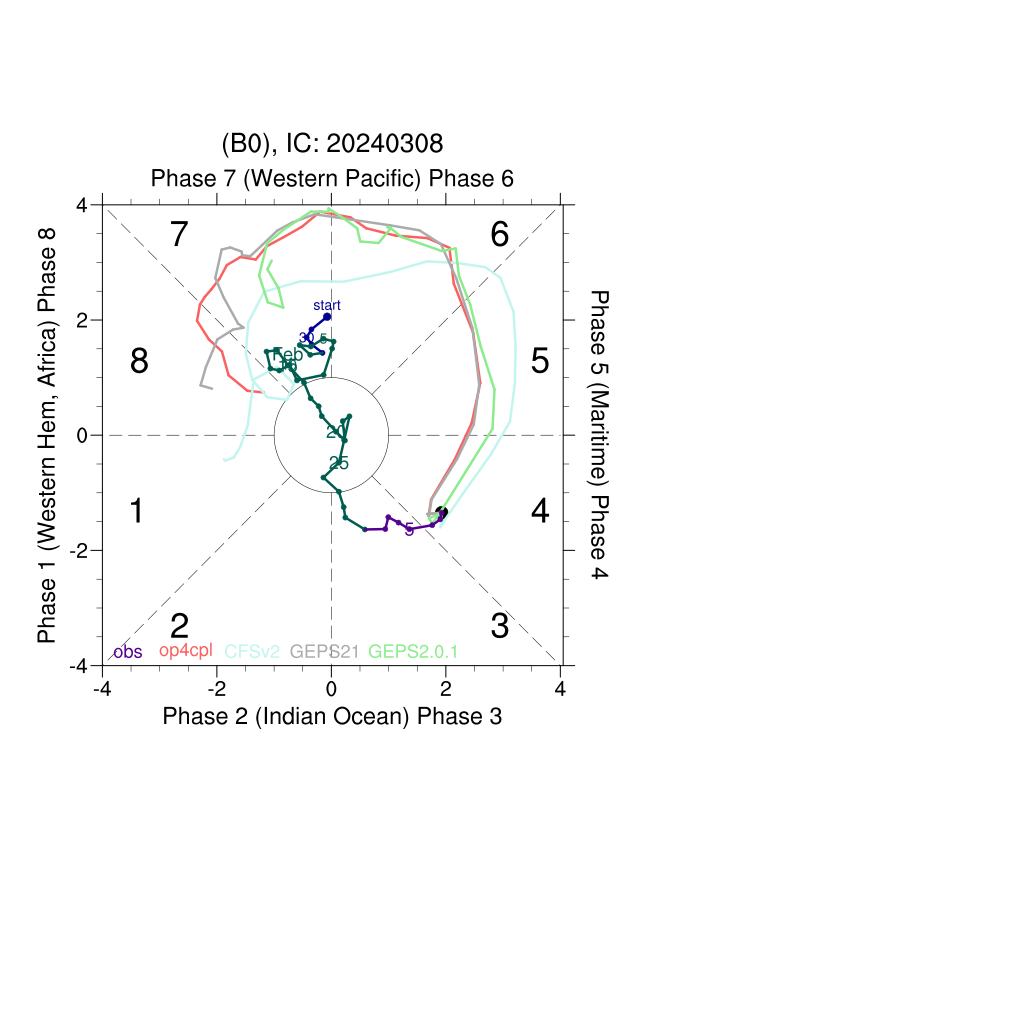 (B0), IC: 20240308
Phase 7 (Western Pacific) Phase 6
Phase 1 (Western Hem, Africa) Phase 8
4
2
0
-2
-4
7
6
8
5
1
4
2
3
start
30
5
Feb
10
20
25
5
obs op4cpl CFSv2 GEPS21 GEPS2.0.1
-4 -2 0 2 4
Phase 2 (Indian Ocean) Phase 3
Phase 5 (Maritime) Phase 4